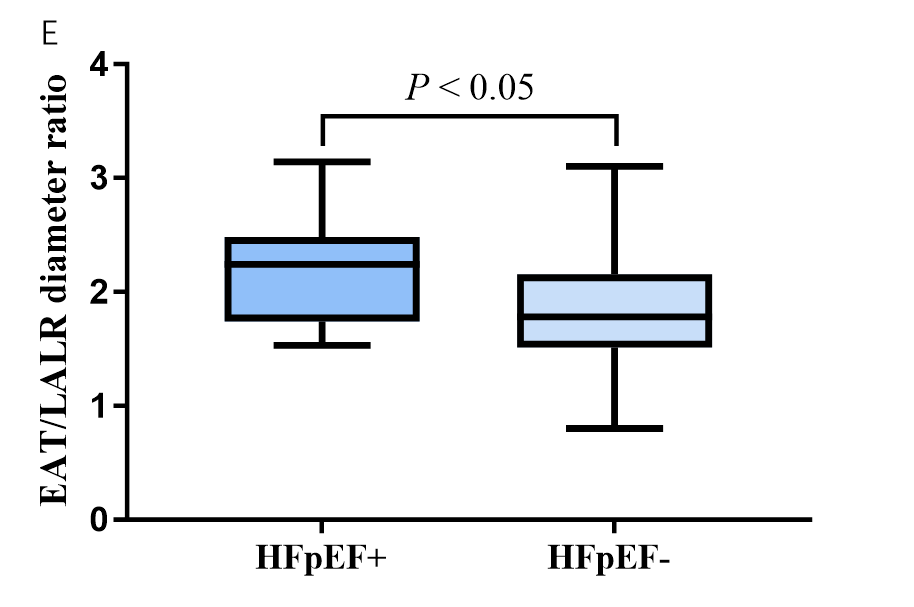 E
EAT/LALR diameter ratio
4
3
2
1
0
P < 0.05
HFpEF+
HFpEF-